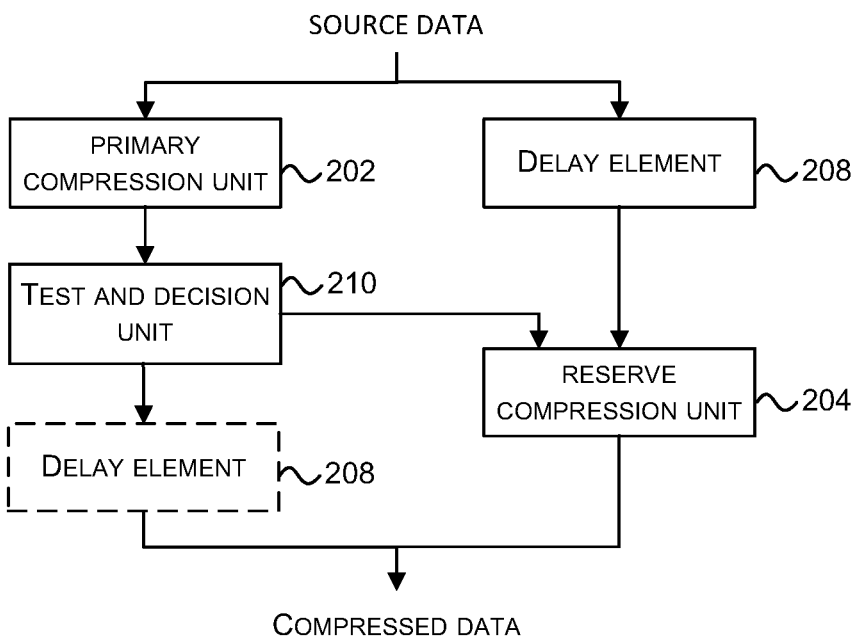 SOURCE DATA
PRIMARY
COMPRESSION UNIT
202
DELAY ELEMENT
208
TEST AND DECISION
UNIT
210
RESERVE
COMPRESSION UNIT
204
DELAY ELEMENT
208
COMPRESSED DATA